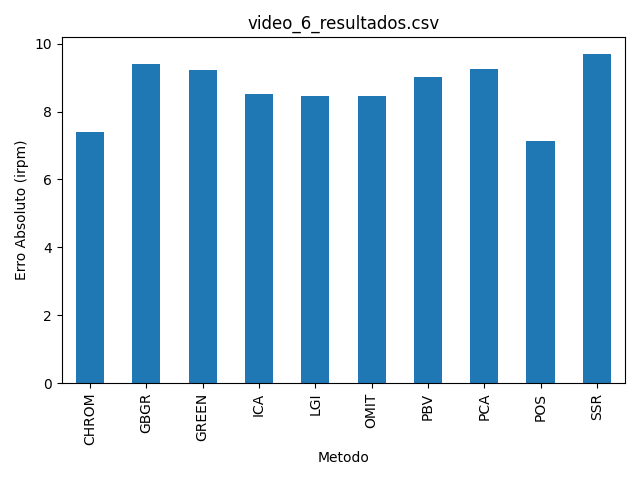 video_6_resultados.csv
Erro Absoluto (irpm)
10
8
6
4
2
0
CHROM
GBGR
GREEN
ICA
LGI
OMIT
PBV
PCA
POS
SSR
Metodo